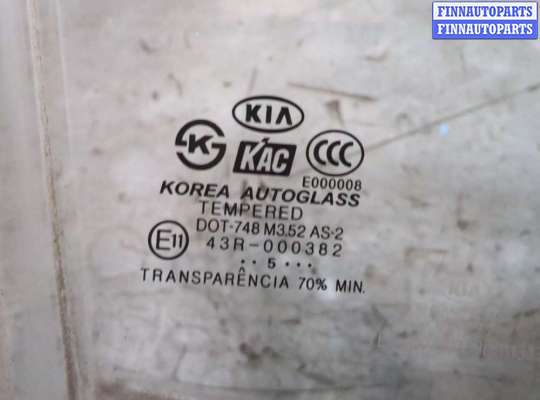 FINNAUTOPARTS
FINNAUTOPARTS
KIA
K KAC CCC
E000008
KOREA AUTOGLASS
TEMPERED
DOT-748 M3.52 AS-2
E11 43R-000382
•• 5 •••
TRANSPARÊNCIA 70% MIN.